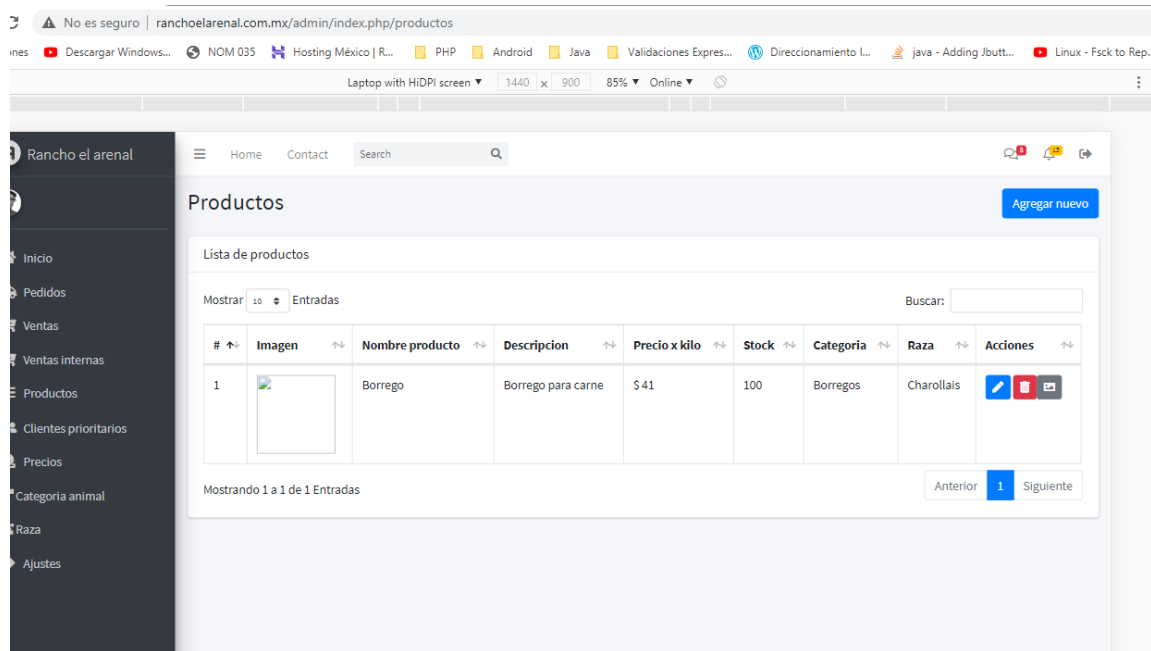 No es seguro | ranchoelarenal.com.mx/admin/index.php/productos
ones Descargar Windows... NOM 035 Hosting México | R... PHP Android Java Validaciones Expres... Direccionamiento I... java - Adding Jbutt... Linux - Fsck to Rep..
Laptop with HiDPI screen ▼ 1440 x 900 85% ▼ Online ▼
Rancho el arenal
Home Contact Search
Productos Agregar nuevo
Lista de productos
Mostrar 10 Entradas Buscar:
# Imagen Nombre producto Descripcion Precio x kilo Stock Categoria Raza Acciones
1 Borrego Borrego para carne $ 41 100 Borregos Charollais
Mostrando 1 a 1 de 1 Entradas Anterior 1 Siguiente
Inicio
Pedidos
Ventas
Ventas internas
Productos
Clientes prioritarios
Precios
Categoria animal
Raza
Ajustes